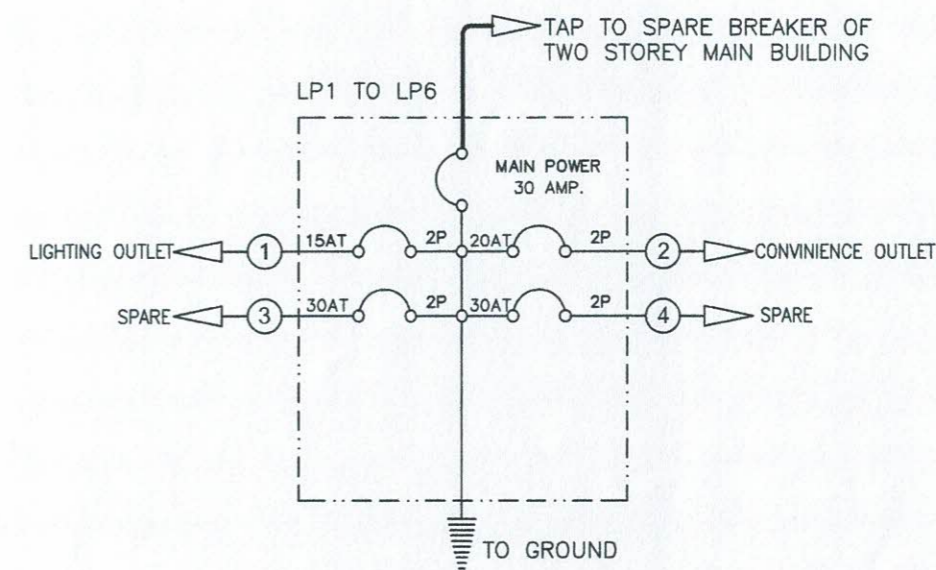 TAP TO SPARE BREAKER OF
TWO STOREY MAIN BUILDING
LP1 TO LP6
MAIN POWER
30 AMP.
LIGHTING OUTLET 1 15AT 2P 20AT 2P 2 CONVINIENCE OUTLET
SPARE 3 30AT 2P 30AT 2P 4 SPARE
TO GROUND